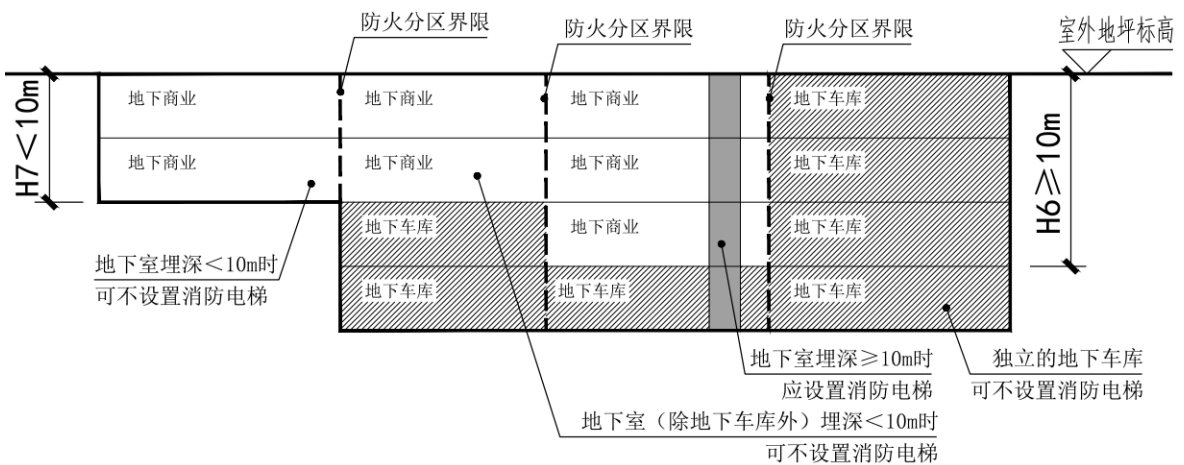 防火分区界限
防火分区界限
防火分区界限
室外地坪标高
地下商业
地下商业
地下商业
地下车库
H7＜10m
地下商业
地下商业
地下商业
地下车库
H6≥10m
地下车库
地下商业
地下车库
地下室埋深＜10m时
可不设置消防电梯
地下车库
地下车库
地下车库
地下室埋深≥10m时
应设置消防电梯
独立的地下车库
可不设置消防电梯
地下室（除地下车库外）埋深＜10m时
可不设置消防电梯